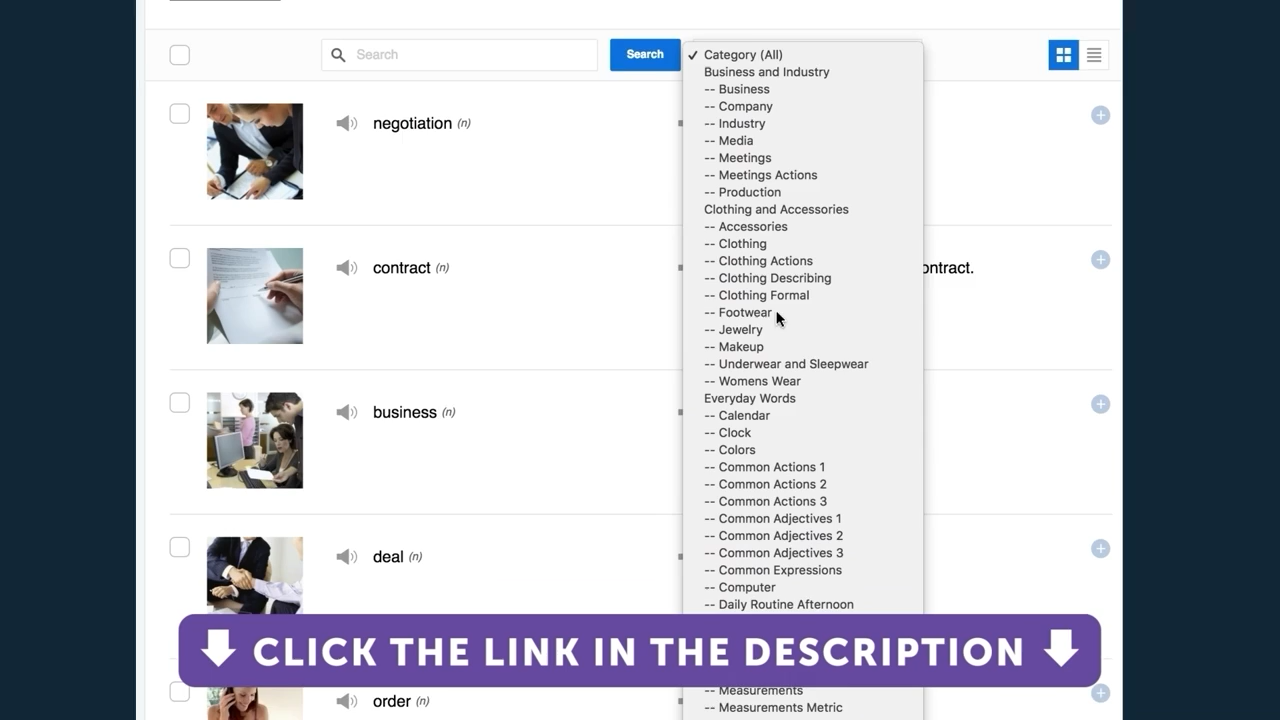 Search
Search
✓ Category (All)
Business and Industry
-- Business
-- Company
-- Industry
-- Media
-- Meetings
-- Meetings Actions
-- Production
Clothing and Accessories
-- Accessories
-- Clothing
-- Clothing Actions
-- Clothing Describing
-- Clothing Formal
-- Footwear
-- Jewelry
-- Makeup
-- Underwear and Sleepwear
-- Womens Wear
Everyday Words
-- Calendar
-- Clock
-- Colors
-- Common Actions 1
-- Common Actions 2
-- Common Actions 3
-- Common Adjectives 1
-- Common Adjectives 2
-- Common Adjectives 3
-- Common Expressions
-- Computer
-- Daily Routine Afternoon
-- Measurements
-- Measurements Metric
negotiation (n)
contract (n)
ontract.
business (n)
deal (n)
order (n)
CLICK THE LINK IN THE DESCRIPTION